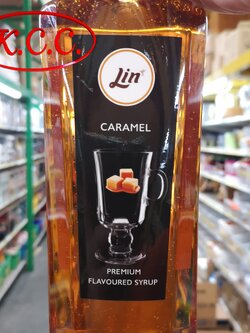 K.C.C.
Lin
CARAMEL
PREMIUM
FLAVOURED SYRUP